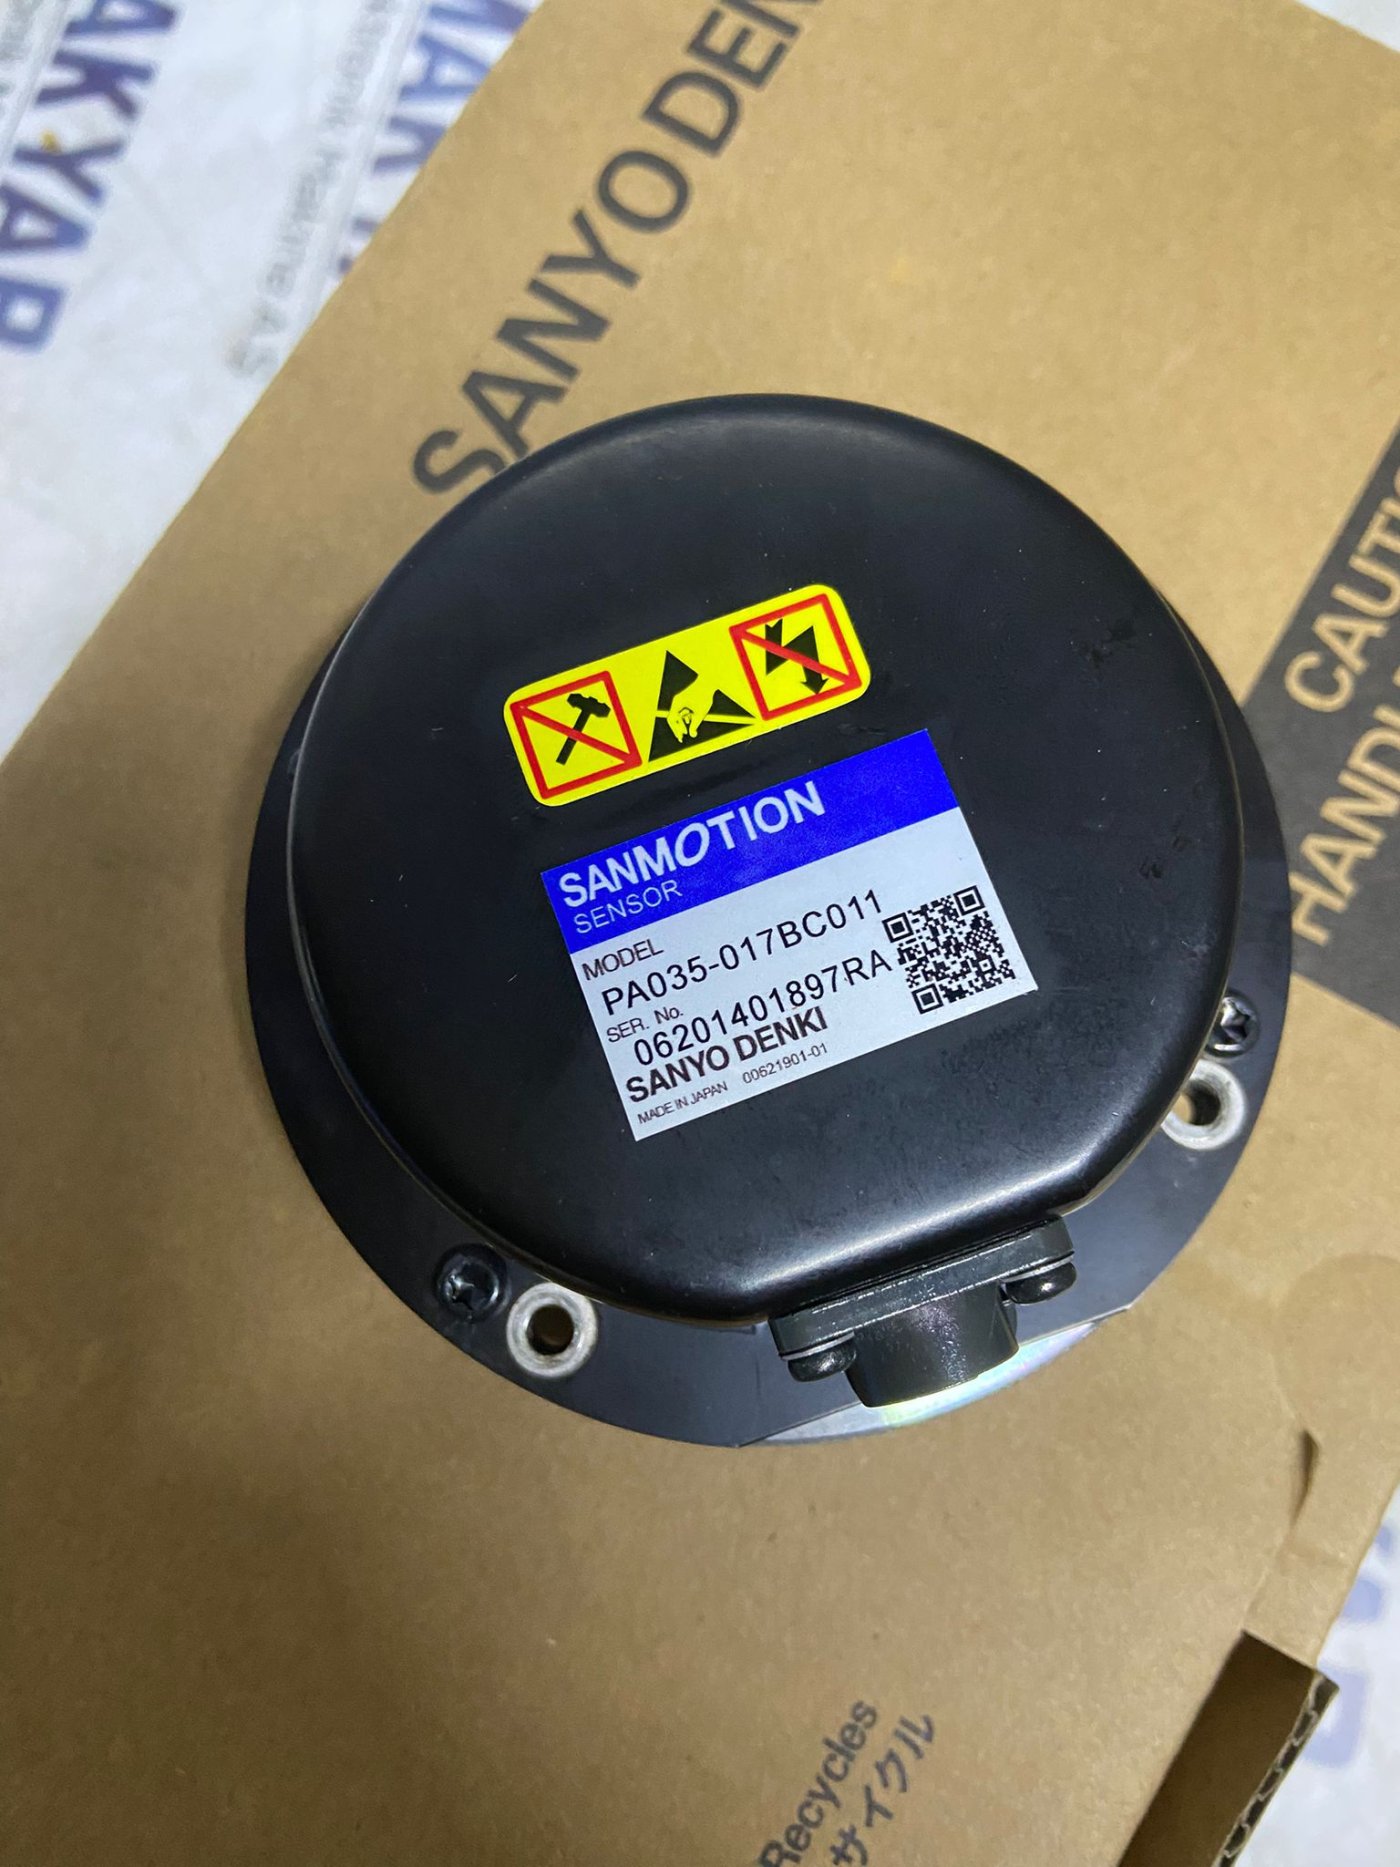 AKYAP
SANYO DEN
CAUTI
HANDL
SANMOTION
SENSOR
MODEL
PA035-017BC011
SER. No.
06201401897RA
SANYO DENKI
MADE IN JAPAN 00621901-01
Recycles
サイクル